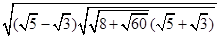 √((√5 − √3)√(√(8 + √60)(√5 + √3)))